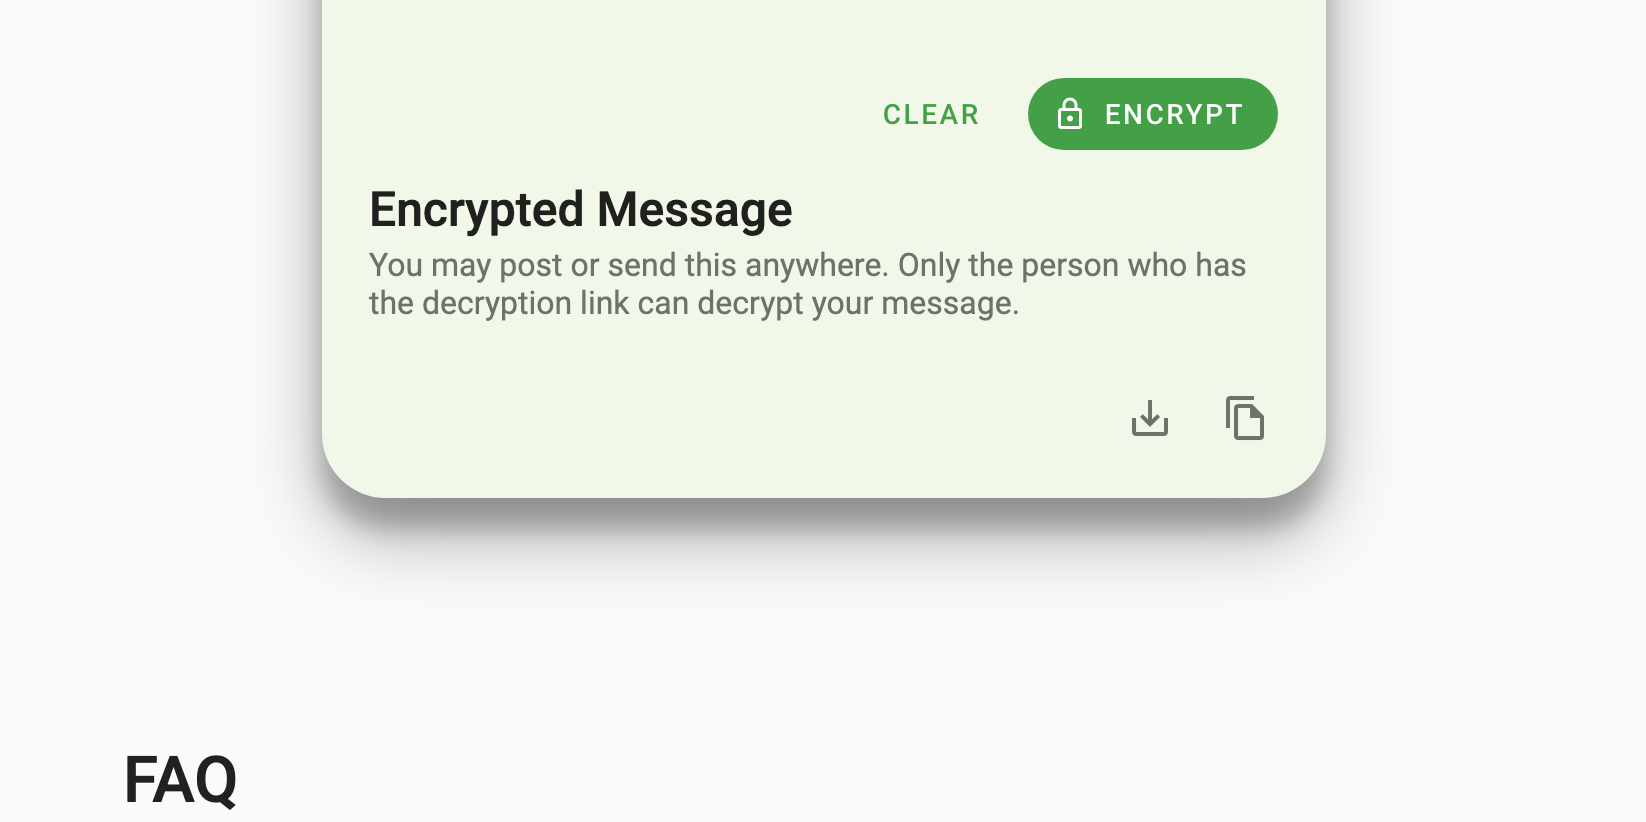 CLEAR
ENCRYPT
Encrypted Message
You may post or send this anywhere. Only the person who has
the decryption link can decrypt your message.
FAQ